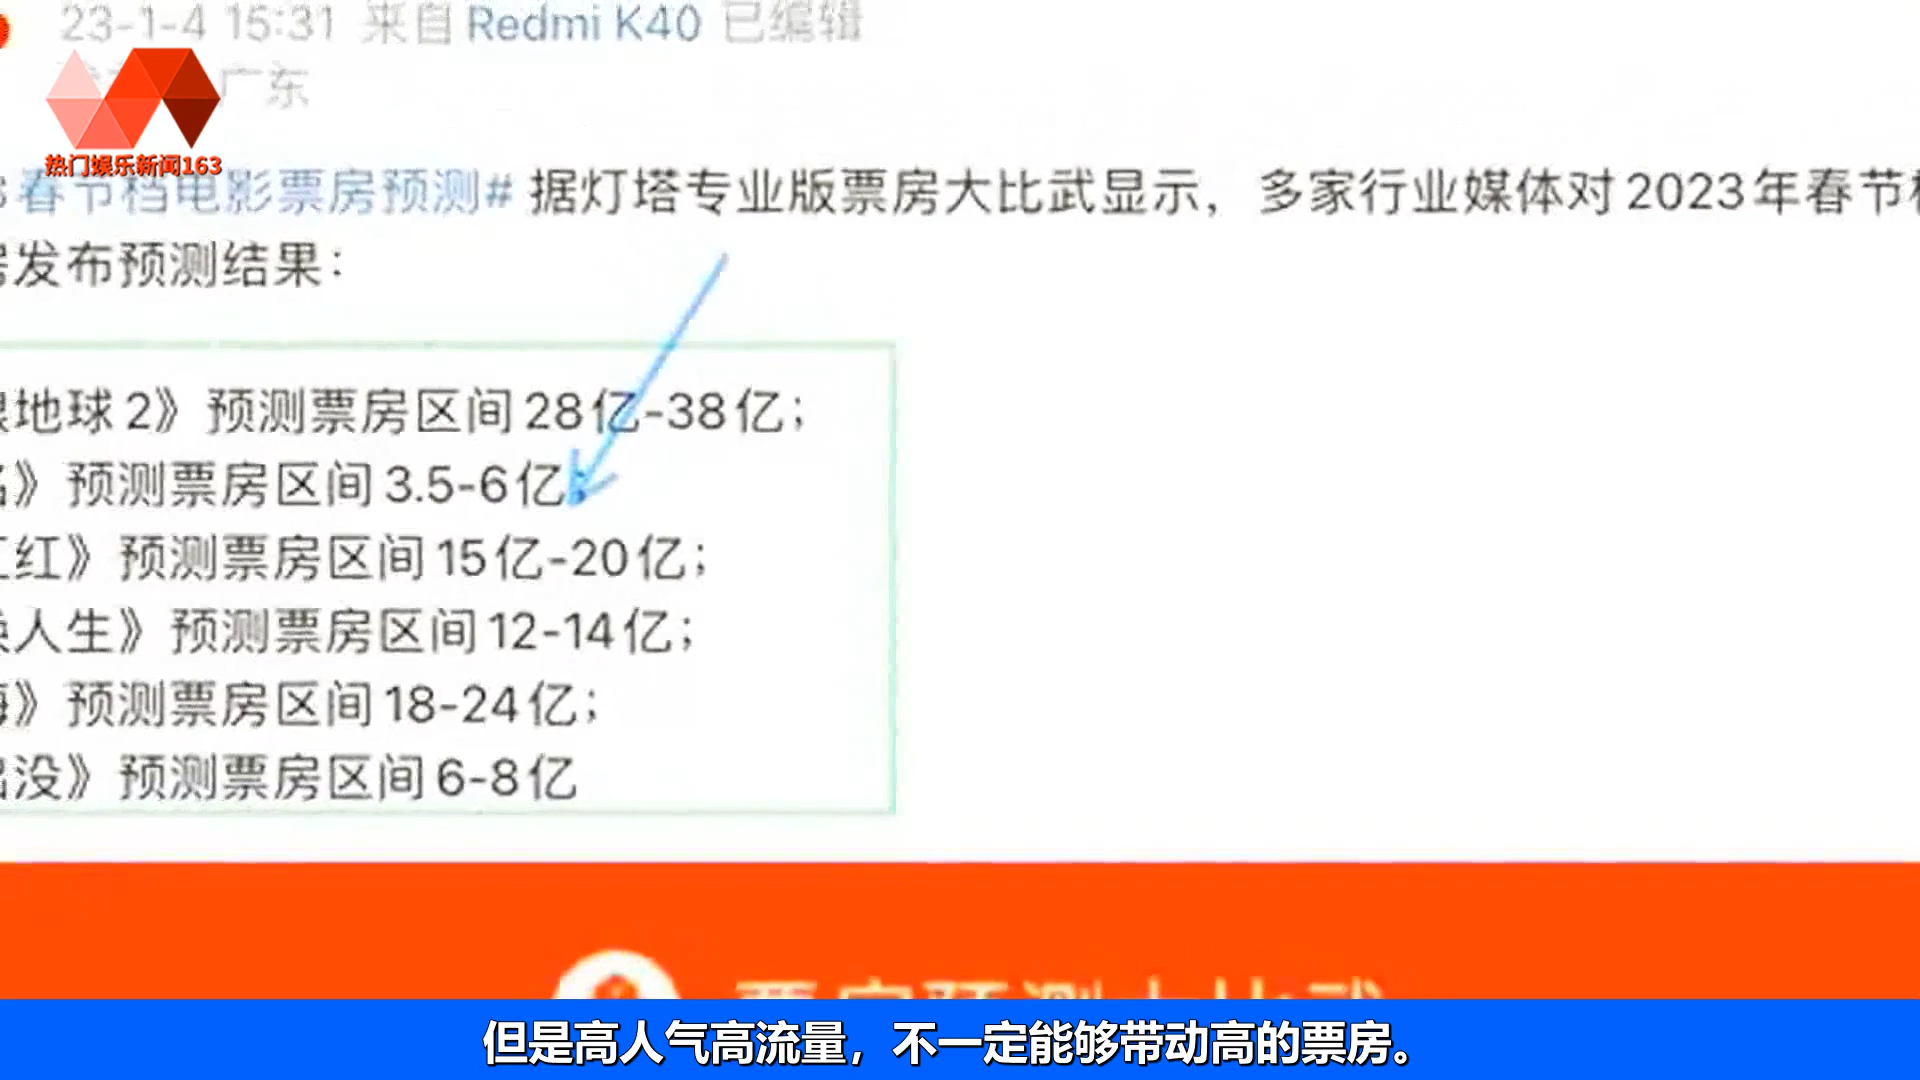 23-1-4 15:31 来自 Redmi K40 已编辑
广东
热门娱乐新闻163
春节档电影票房预测# 据灯塔专业版票房大比武显示，多家行业媒体对2023年春节
发布预测结果：
地球2》预测票房区间28亿-38亿；
》预测票房区间3.5-6亿
红》预测票房区间15亿-20亿；
人生》预测票房区间12-14亿；
》预测票房区间18-24亿；
没》预测票房区间6-8亿
票房预测大比武
但是高人气高流量，不一定能够带动高的票房。